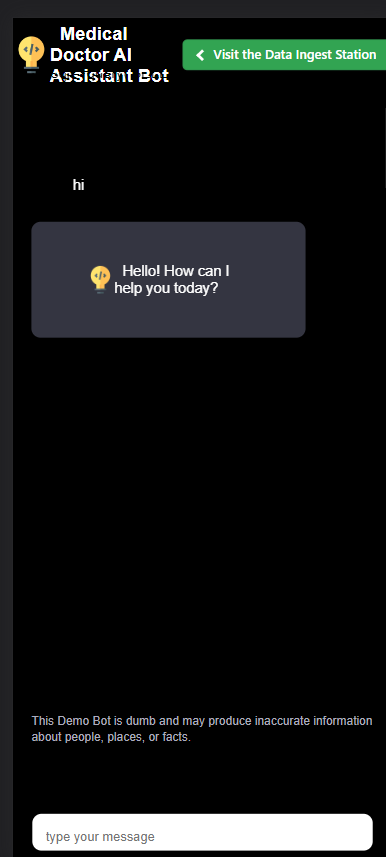 Medical
Doctor AI
Assistant Bot
Visit the Data Ingest Station
hi
Hello! How can I
help you today?
This Demo Bot is dumb and may produce inaccurate information
about people, places, or facts.
type your message